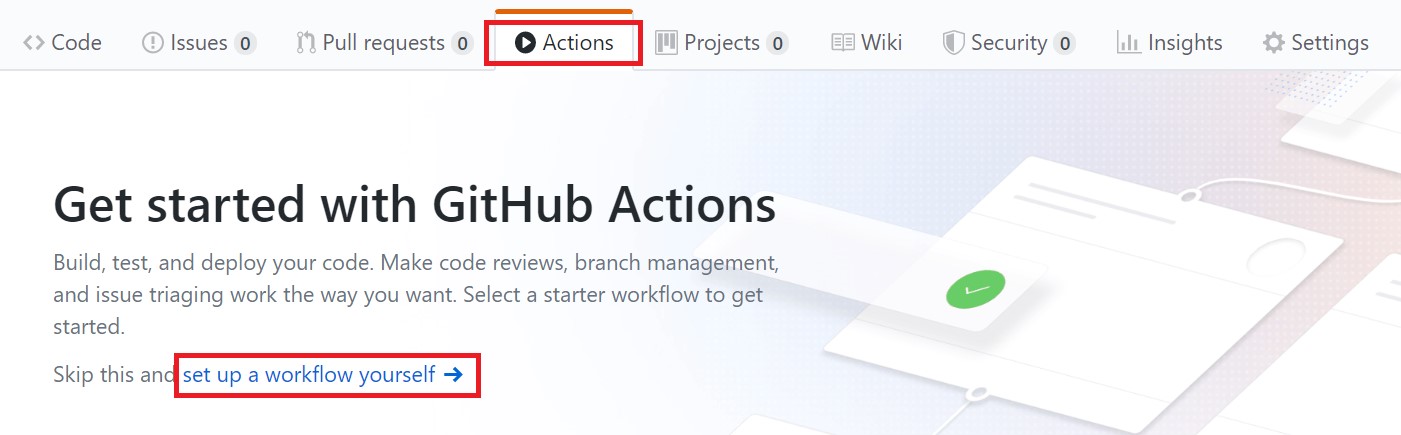 Code Issues 0 Pull requests 0 Actions Projects 0 Wiki Security 0 Insights Settings
Get started with GitHub Actions
Build, test, and deploy your code. Make code reviews, branch management,
and issue triaging work the way you want. Select a starter workflow to get
started.
Skip this and set up a workflow yourself →